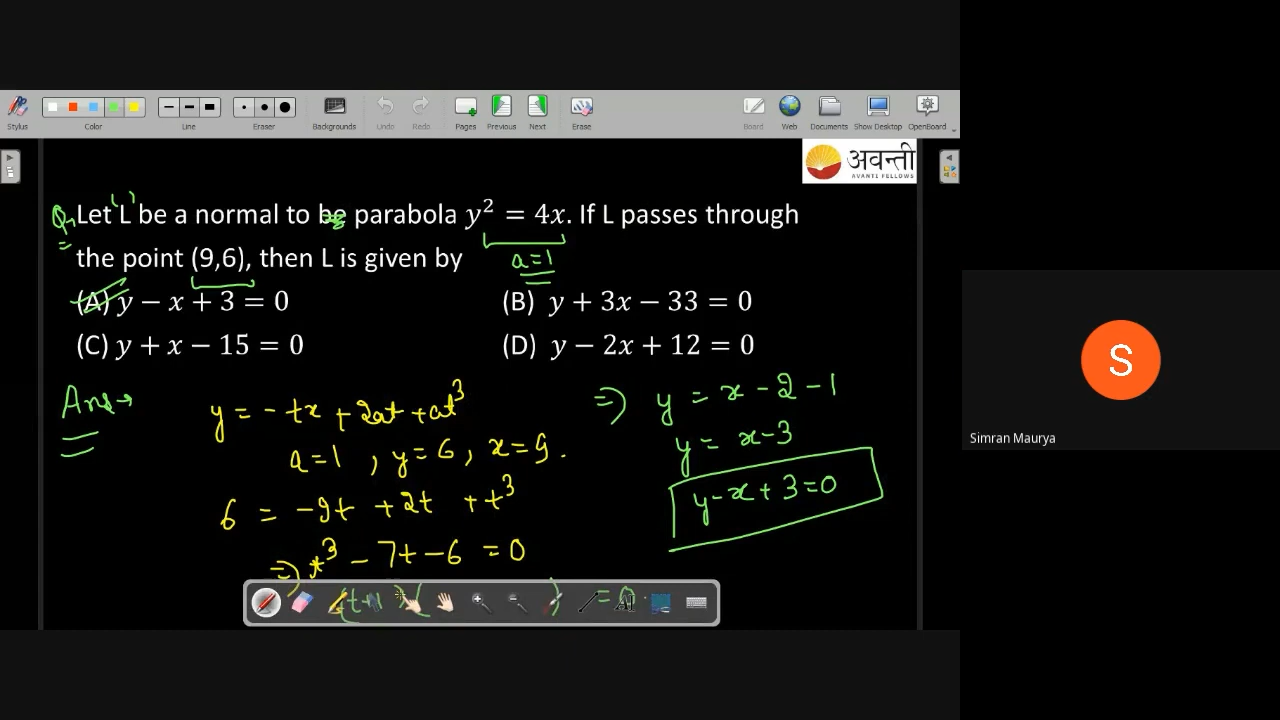 Stylus
Color
Line
Eraser
Backgrounds
Undo
Redo
Pages
Previous
Next
Erase
Board
Web
Documents
Show Desktop
OpenBoard
अवन्ती
AVANTI FELLOWS
Q. Let 'L' be a normal to be parabola y² = 4x. If L passes through
the point (9,6), then L is given by
a=1
(A) y − x + 3 = 0
(B) y + 3x − 33 = 0
(C) y + x − 15 = 0
(D) y − 2x + 12 = 0
Ans→
y = -tx + 2at + at³
a=1, y=6, x=9.
6 = -9t + 2t + t³
⇒ t³ - 7t - 6 = 0
(t+1)( ) = 0
⇒ y = x - 2 - 1
y = x-3
y-x+3=0
S
Simran Maurya